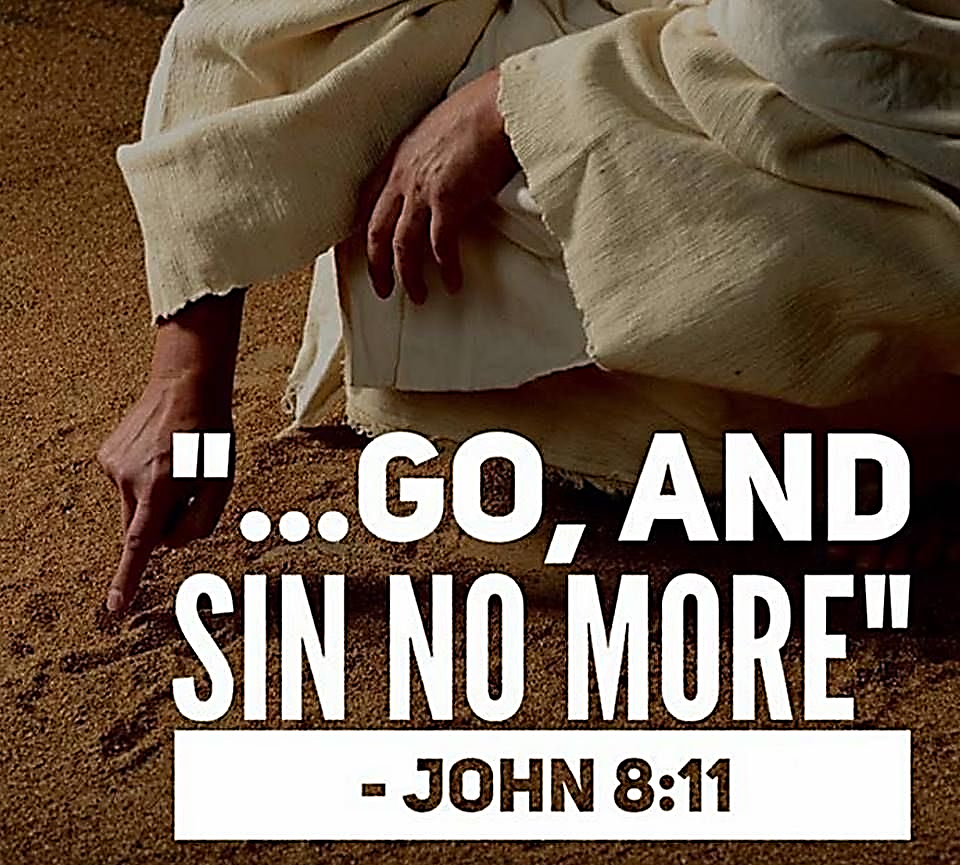 "...GO, AND
SIN NO MORE"
- JOHN 8:11